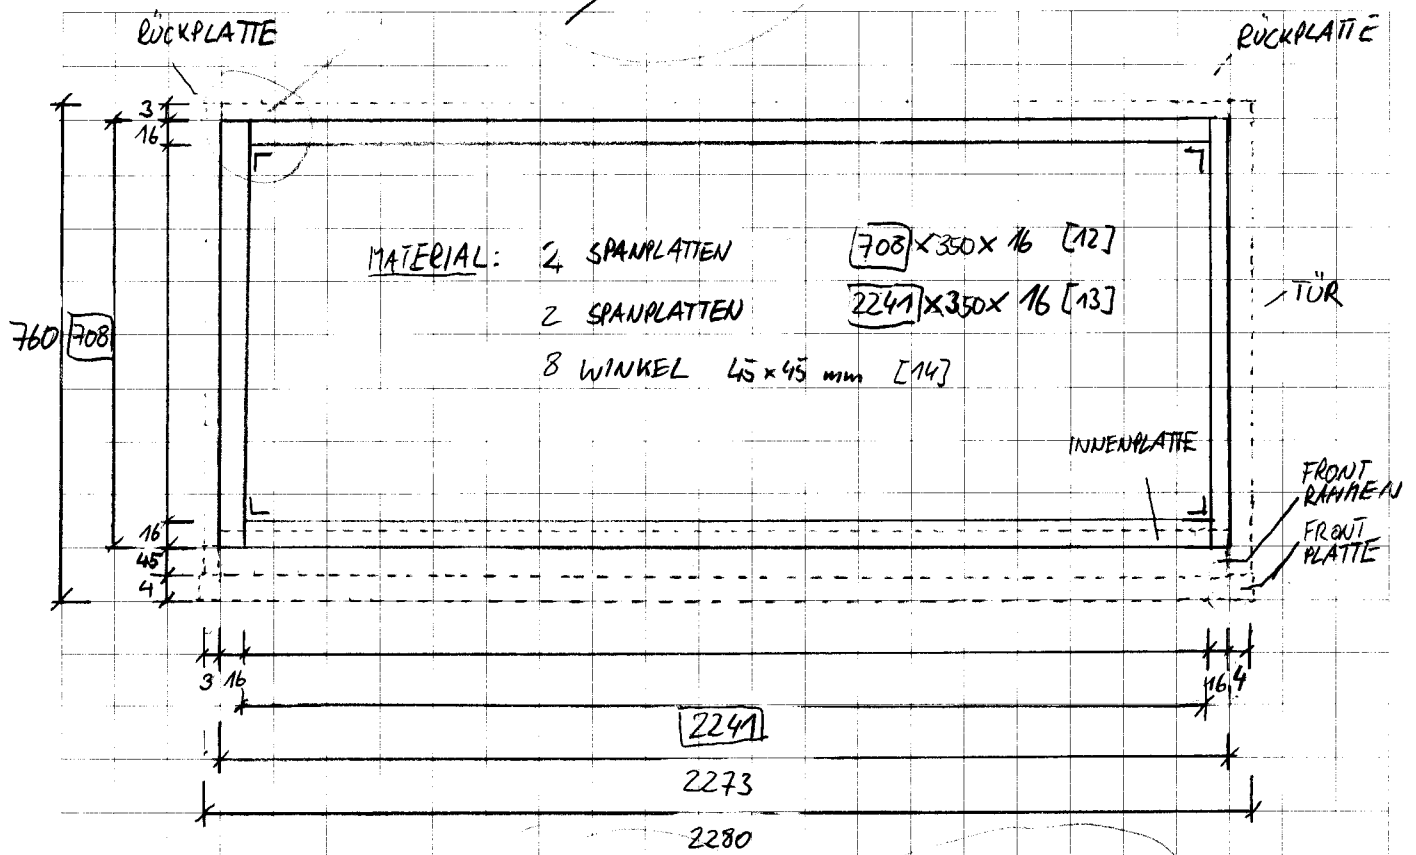 RÜCKPLATTE
RÜCKPLATTE
3
16
MATERIAL: 2 SPANPLATTEN 708 × 350 × 16 [12]
2 SPANPLATTEN 2241 × 350 × 16 [13]
8 WINKEL 45 × 45 mm [14]
TÜR
760
708
INNENPLATTE
FRONT
RAHMEN
FRONT
PLATTE
16
45
4
3 16
16 4
2241
2273
2280